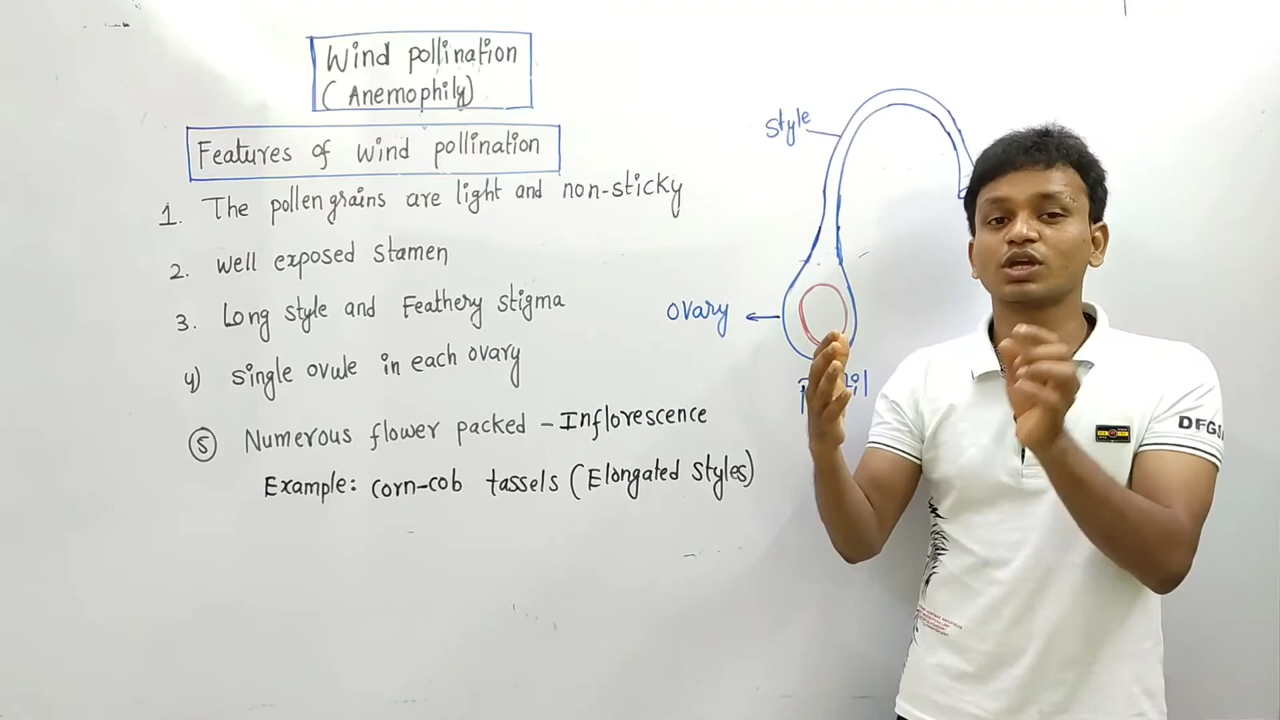 Wind pollination
(Anemophily)
Features of wind pollination
1. The pollen grains are light and non-sticky
2. Well exposed stamen
3. Long style and Feathery stigma
4) Single ovule in each ovary
5 Numerous flower packed - Inflorescence
Example: Corn-cob tassels (Elongated styles)
Style
Ovary